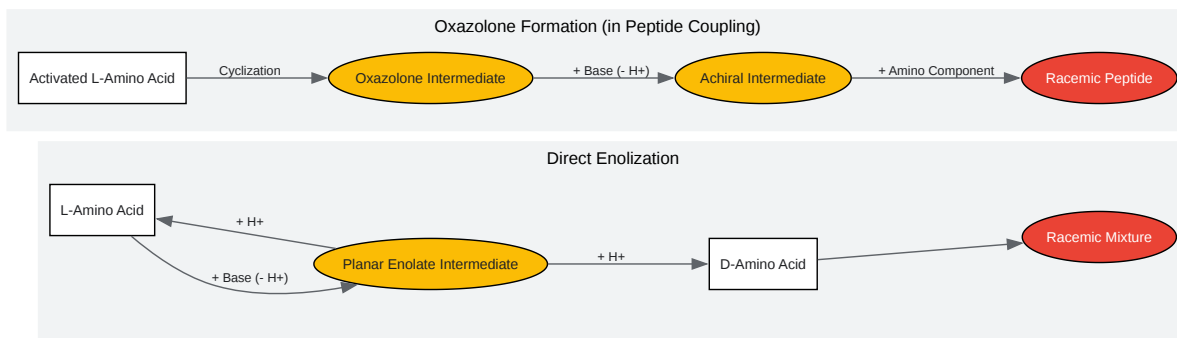 Oxazolone Formation (in Peptide Coupling)
Activated L-Amino Acid
Cyclization
Oxazolone Intermediate
+ Base (- H+)
Achiral Intermediate
+ Amino Component
Racemic Peptide
Direct Enolization
L-Amino Acid
+ H+
+ Base (- H+)
Planar Enolate Intermediate
+ H+
D-Amino Acid
Racemic Mixture